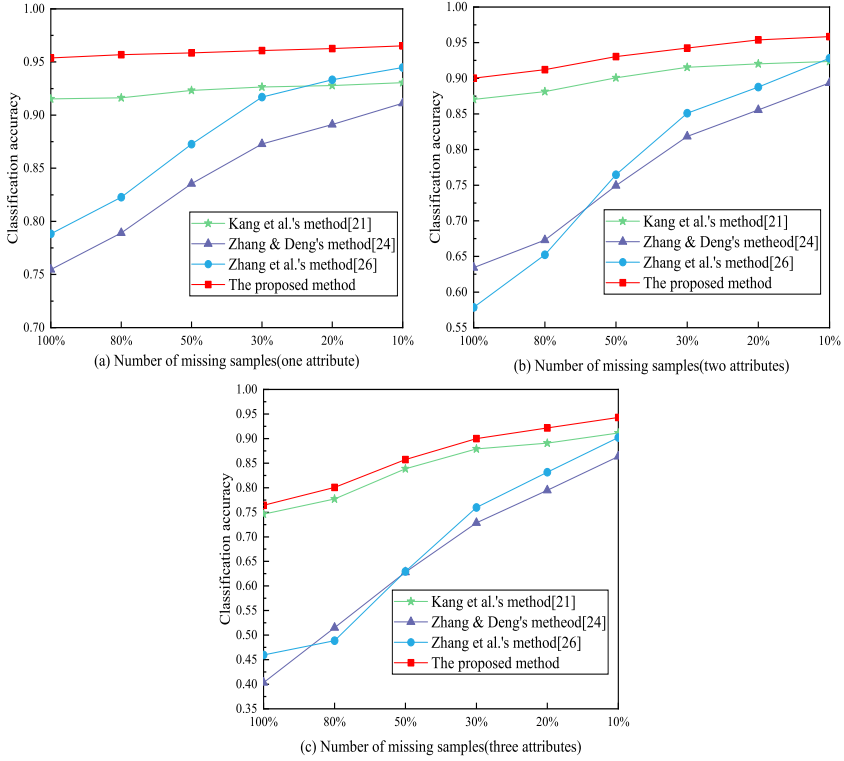 1.00
0.95
0.90
0.85
0.80
0.75
0.70
Classification accuracy
Kang et al.'s method[21]
Zhang & Deng's method[24]
Zhang et al.'s method[26]
The proposed method
100%
80%
50%
30%
20%
10%
(a) Number of missing samples(one attribute)
1.00
0.95
0.90
0.85
0.80
0.75
0.70
0.65
0.60
0.55
Classification accuracy
Kang et al.'s method[21]
Zhang & Deng's metheod[24]
Zhang et al.'s method[26]
The proposed method
100%
80%
50%
30%
20%
10%
(b) Number of missing samples(two attributes)
1.00
0.95
0.90
0.85
0.80
0.75
0.70
0.65
0.60
0.55
0.50
0.45
0.40
0.35
Classification accuracy
Kang et al.'s method[21]
Zhang & Deng's metheod[24]
Zhang et al.'s method[26]
The proposed method
100%
80%
50%
30%
20%
10%
(c) Number of missing samples(three attributes)